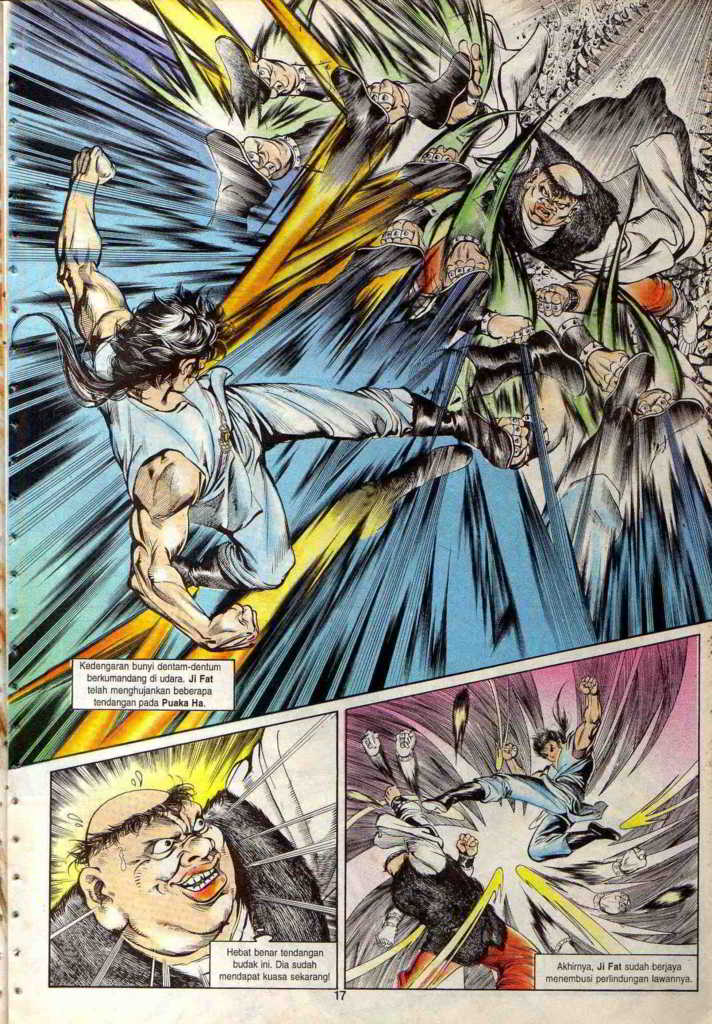 Kedengaran bunyi dentam-dentum
berkumandang di udara. Ji Fat
telah menghujankan beberapa
tendangan pada Puaka Ha.
Hebat benar tendangan
budak ini. Dia sudah
mendapat kuasa sekarang!
Akhirnya, Ji Fat sudah berjaya
menembusi perlindungan lawannya.
17